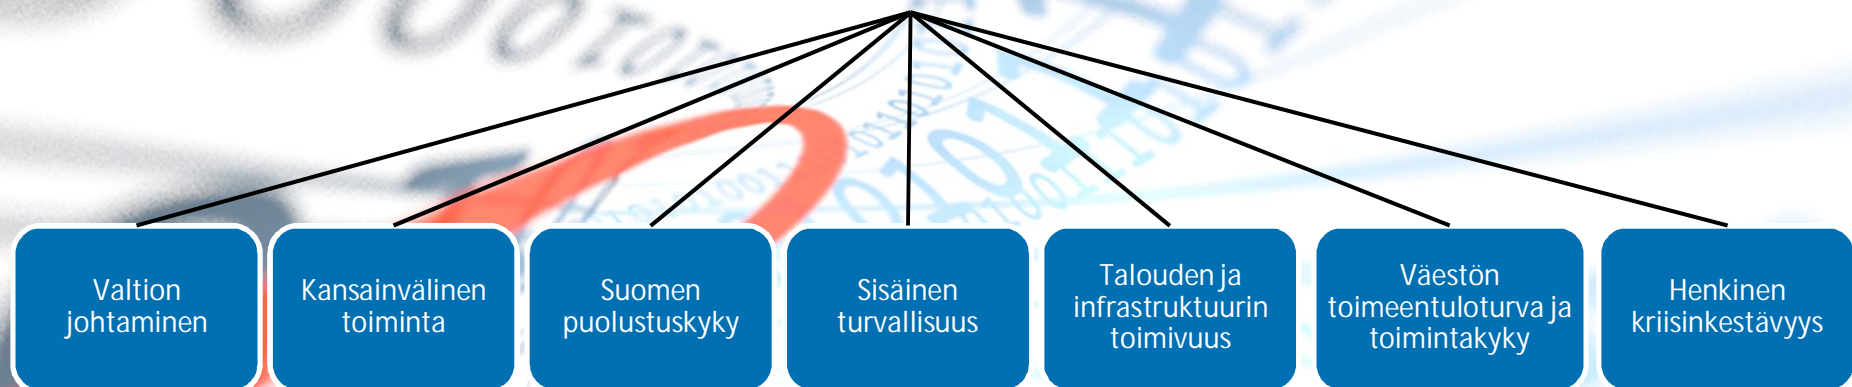 Valtion
johtaminen
Kansainvälinen
toiminta
Suomen
puolustuskyky
Sisäinen
turvallisuus
Talouden ja
infrastruktuurin
toimivuus
Väestön
toimeentuloturva ja
toimintakyky
Henkinen
kriisinkestävyys